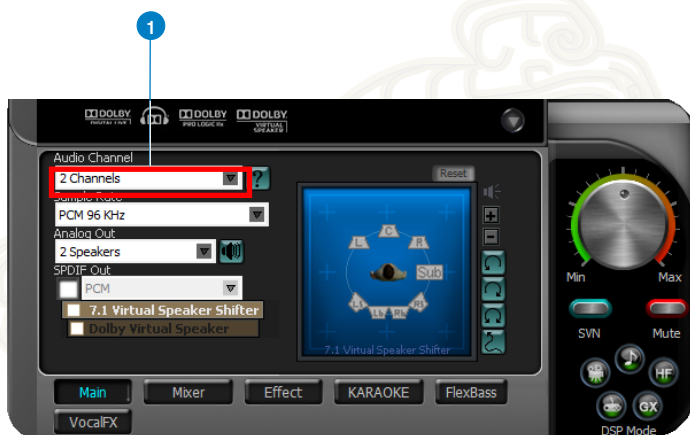 1
DOLBY DIGITAL LIVE
DOLBY PRO LOGIC IIx
DOLBY VIRTUAL SPEAKER
Audio Channel
2 Channels
?
Reset
Sample Rate
PCM 96 KHz
Analog Out
2 Speakers
SPDIF Out
PCM
7.1 Virtual Speaker Shifter
Dolby Virtual Speaker
C
L
R
Sub
Ls
Lb
Rb
Rs
7.1 Virtual Speaker Shifter
Min
Max
SVN
Mute
HF
GX
DSP Mode
Main
Mixer
Effect
KARAOKE
FlexBass
VocalFX